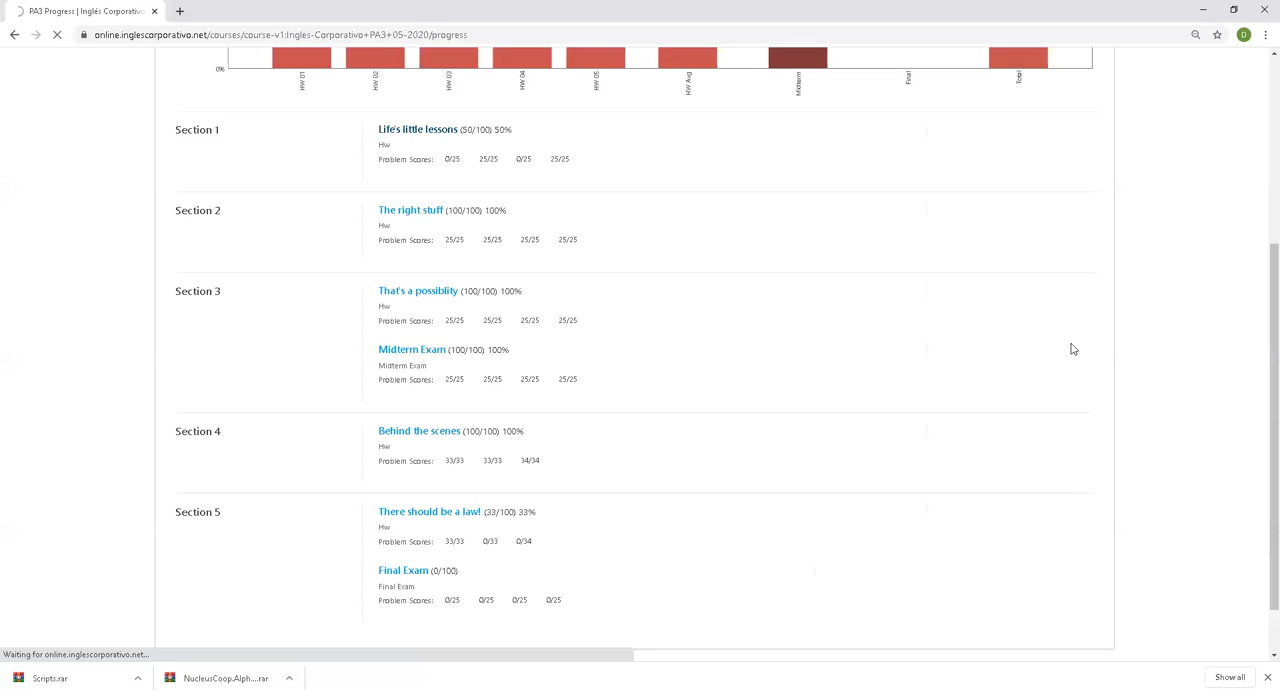 PA3 Progress | Inglés Corporativo
online.inglescorporativo.net/courses/course-v1:Ingles-Corporativo+PA3+05-2020/progress
D
0%
HW 01
HW 02
HW 03
HW 04
HW 05
HW Avg
Midterm
Final
Total
Section 1
Life's little lessons (50/100) 50%
Hw
Problem Scores: 0/25 25/25 0/25 25/25
Section 2
The right stuff (100/100) 100%
Hw
Problem Scores: 25/25 25/25 25/25 25/25
Section 3
That's a possiblity (100/100) 100%
Hw
Problem Scores: 25/25 25/25 25/25 25/25
Midterm Exam (100/100) 100%
Midterm Exam
Problem Scores: 25/25 25/25 25/25 25/25
Section 4
Behind the scenes (100/100) 100%
Hw
Problem Scores: 33/33 33/33 34/34
Section 5
There should be a law! (33/100) 33%
Hw
Problem Scores: 33/33 0/33 0/34
Final Exam (0/100)
Final Exam
Problem Scores: 0/25 0/25 0/25 0/25
Waiting for online.inglescorporativo.net...
Scripts.rar
NucleusCoop.Alph....rar
Show all